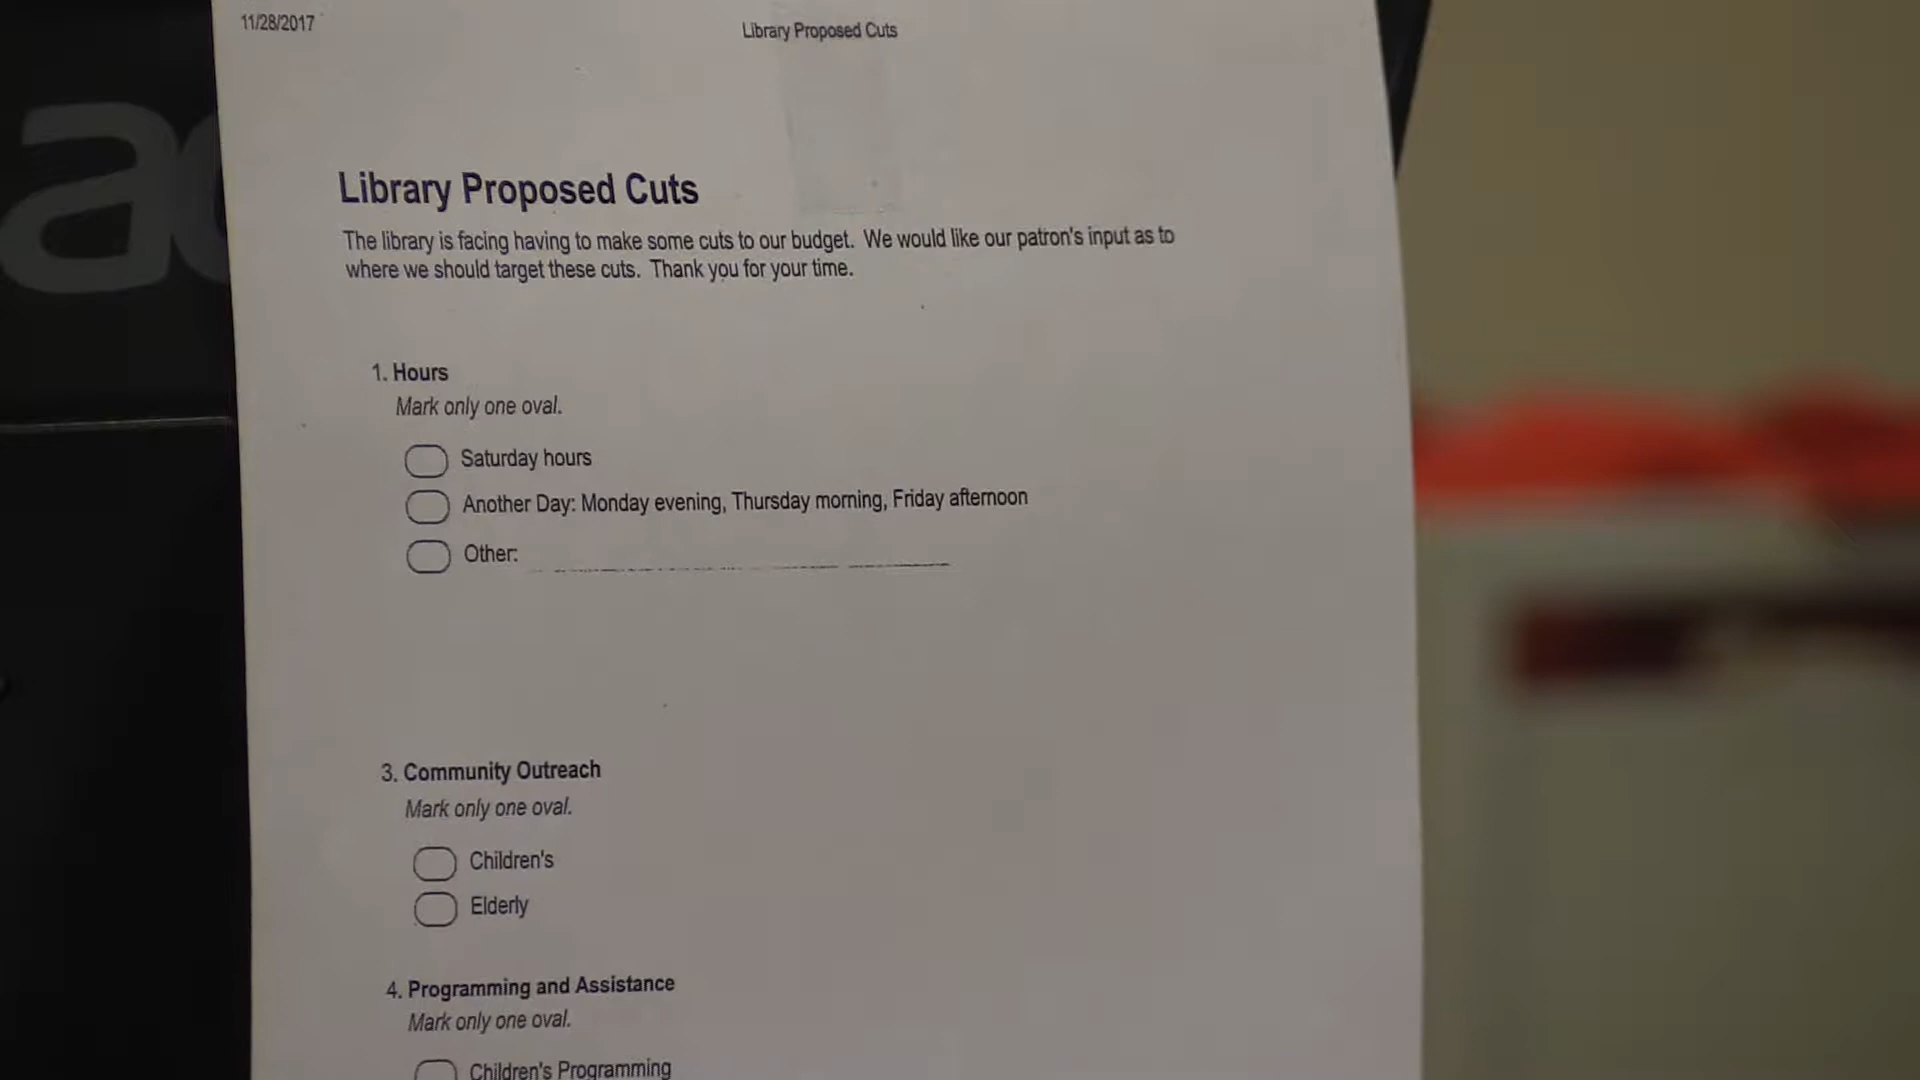 11/28/2017
Library Proposed Cuts
Library Proposed Cuts
The library is facing having to make some cuts to our budget. We would like our patron's input as to
where we should target these cuts. Thank you for your time.
1. Hours
Mark only one oval.
Saturday hours
Another Day: Monday evening, Thursday morning, Friday afternoon
Other:
3. Community Outreach
Mark only one oval.
Children's
Elderly
4. Programming and Assistance
Mark only one oval.
Children's Programming